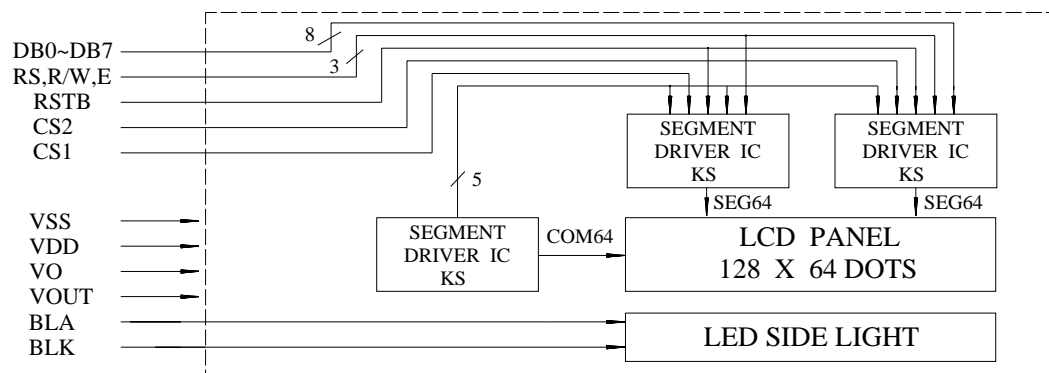 DB0~DB7
8
RS,R/W,E
3
RSTB
CS2
CS1
SEGMENT
DRIVER IC
KS
SEGMENT
DRIVER IC
KS
5
SEG64
SEG64
VSS
VDD
VO
VOUT
SEGMENT
DRIVER IC
KS
COM64
LCD PANEL
128 X 64 DOTS
BLA
BLK
LED SIDE LIGHT